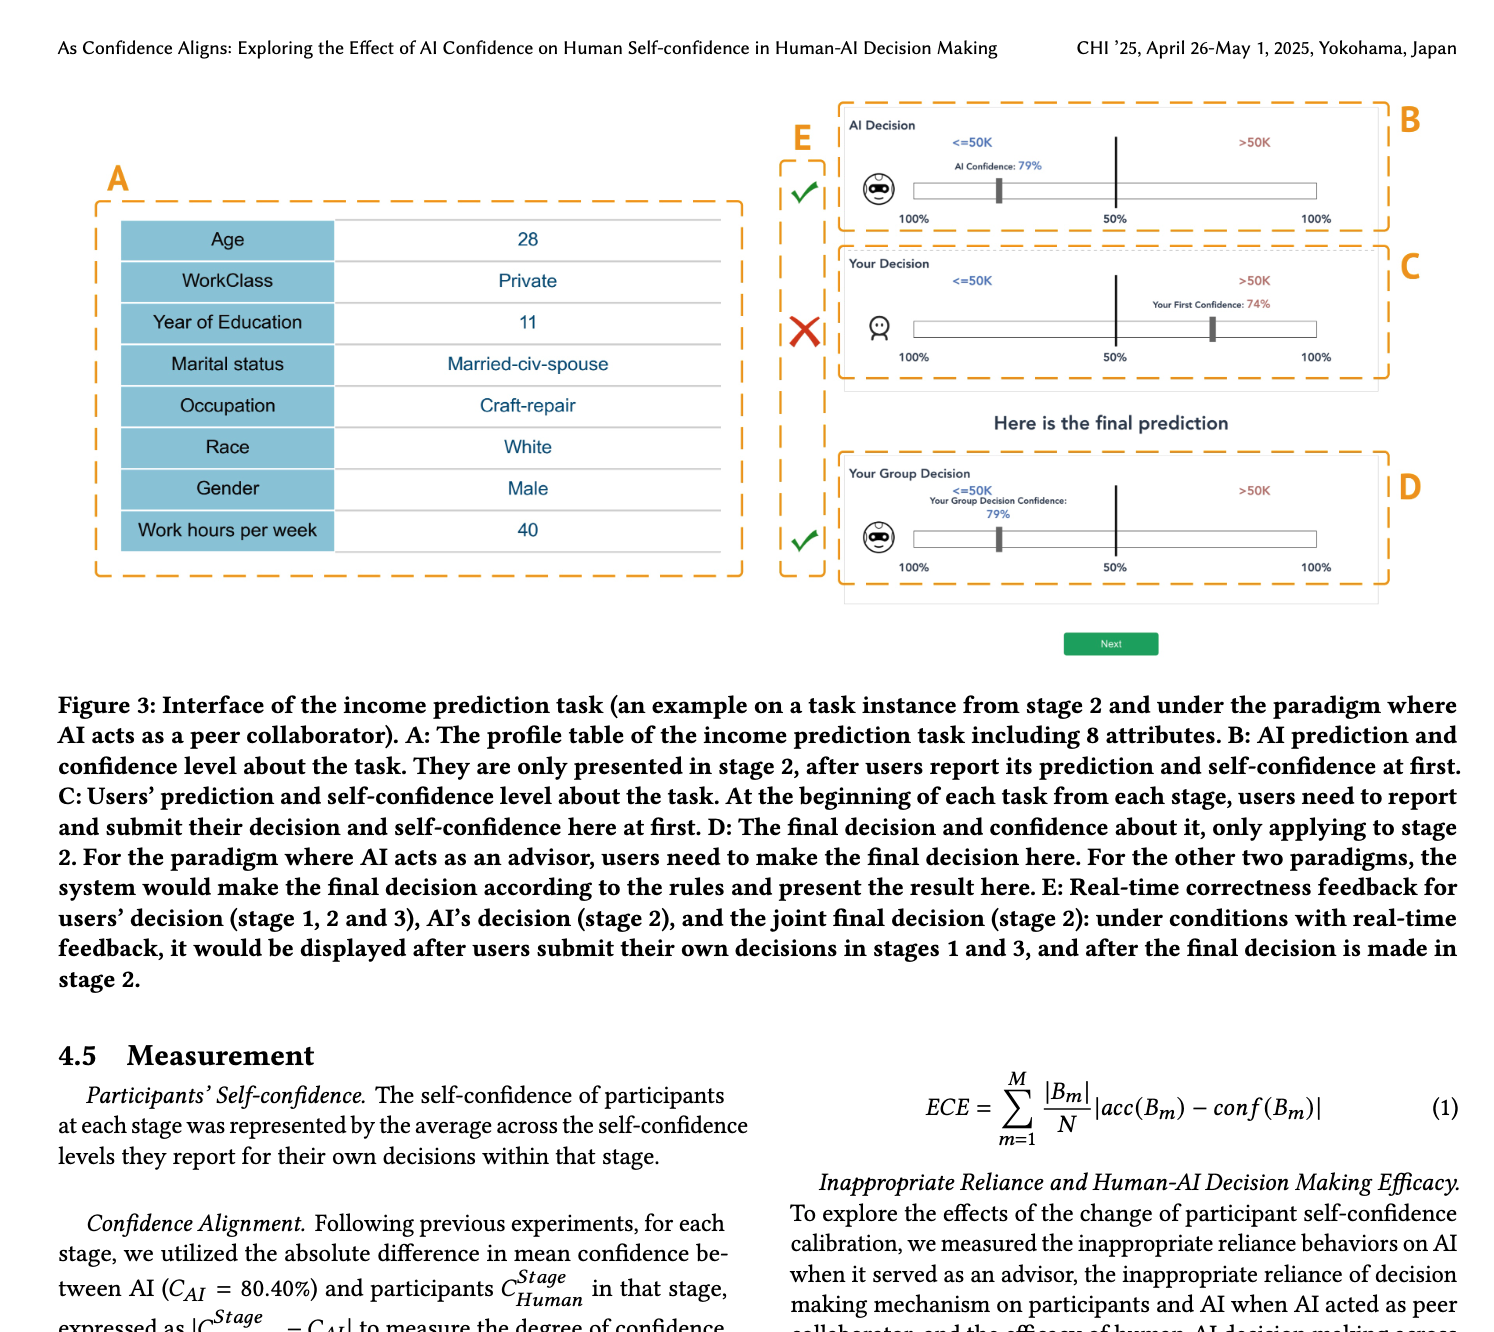 As Confidence Aligns: Exploring the Effect of AI Confidence on Human Self-confidence in Human-AI Decision Making
CHI ’25, April 26-May 1, 2025, Yokohama, Japan
A
Age 28
WorkClass Private
Year of Education 11
Marital status Married-civ-spouse
Occupation Craft-repair
Race White
Gender Male
Work hours per week 40
E
B
AI Decision
<=50K >50K
AI Confidence: 79%
100% 50% 100%
C
Your Decision
<=50K >50K
Your First Confidence: 74%
100% 50% 100%
Here is the final prediction
D
Your Group Decision
<=50K >50K
Your Group Decision Confidence:
79%
100% 50% 100%
Next
Figure 3: Interface of the income prediction task (an example on a task instance from stage 2 and under the paradigm where
AI acts as a peer collaborator). A: The profile table of the income prediction task including 8 attributes. B: AI prediction and
confidence level about the task. They are only presented in stage 2, after users report its prediction and self-confidence at first.
C: Users’ prediction and self-confidence level about the task. At the beginning of each task from each stage, users need to report
and submit their decision and self-confidence here at first. D: The final decision and confidence about it, only applying to stage
2. For the paradigm where AI acts as an advisor, users need to make the final decision here. For the other two paradigms, the
system would make the final decision according to the rules and present the result here. E: Real-time correctness feedback for
users’ decision (stage 1, 2 and 3), AI’s decision (stage 2), and the joint final decision (stage 2): under conditions with real-time
feedback, it would be displayed after users submit their own decisions in stages 1 and 3, and after the final decision is made in
stage 2.
4.5 Measurement
Participants’ Self-confidence. The self-confidence of participants
at each stage was represented by the average across the self-confidence
levels they report for their own decisions within that stage.
Confidence Alignment. Following previous experiments, for each
stage, we utilized the absolute difference in mean confidence be-
tween AI (C_AI = 80.40%) and participants C_Human^Stage in that stage,
expressed as |C^Stage − C_AI| to measure the degree of confidence
ECE = ∑_{m=1}^{M} |B_m|/N |acc(B_m) − conf(B_m)| (1)
Inappropriate Reliance and Human-AI Decision Making Efficacy.
To explore the effects of the change of participant self-confidence
calibration, we measured the inappropriate reliance behaviors on AI
when it served as an advisor, the inappropriate reliance of decision
making mechanism on participants and AI when AI acted as peer